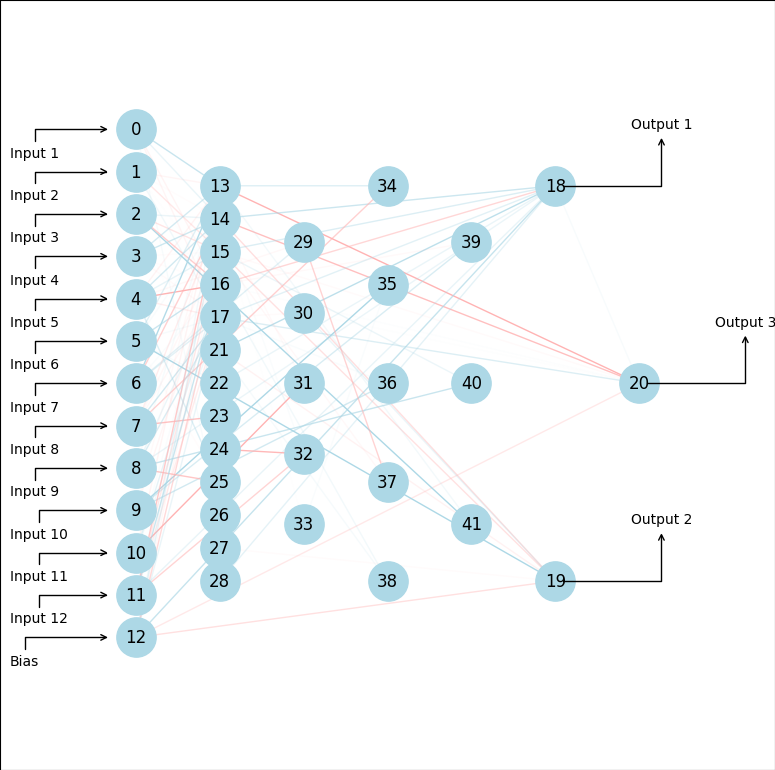 0
Input 1
1
Input 2
2
Input 3
3
Input 4
4
Input 5
5
Input 6
6
Input 7
7
Input 8
8
Input 9
9
Input 10
10
Input 11
11
Input 12
12
Bias
13
14
15
16
17
21
22
23
24
25
26
27
28
29
30
31
32
33
34
35
36
37
38
39
40
41
18
Output 1
19
Output 2
20
Output 3